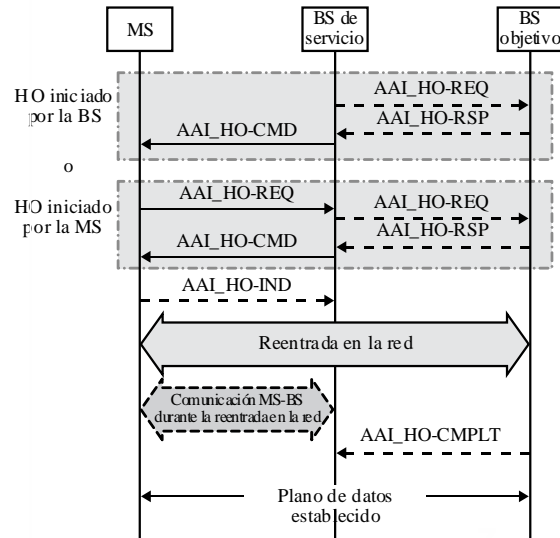 MS
BS de
servicio
BS
objetivo
HO iniciado
por la BS
AAI_HO-REQ
AAI_HO-RSP
AAI_HO-CMD
o
HO iniciado
por la MS
AAI_HO-REQ
AAI_HO-REQ
AAI_HO-RSP
AAI_HO-CMD
AAI_HO-IND
Reentrada en la red
Comunicación MS-BS
durante la reentrada en la red
AAI_HO-CMPLT
Plano de datos
establecido